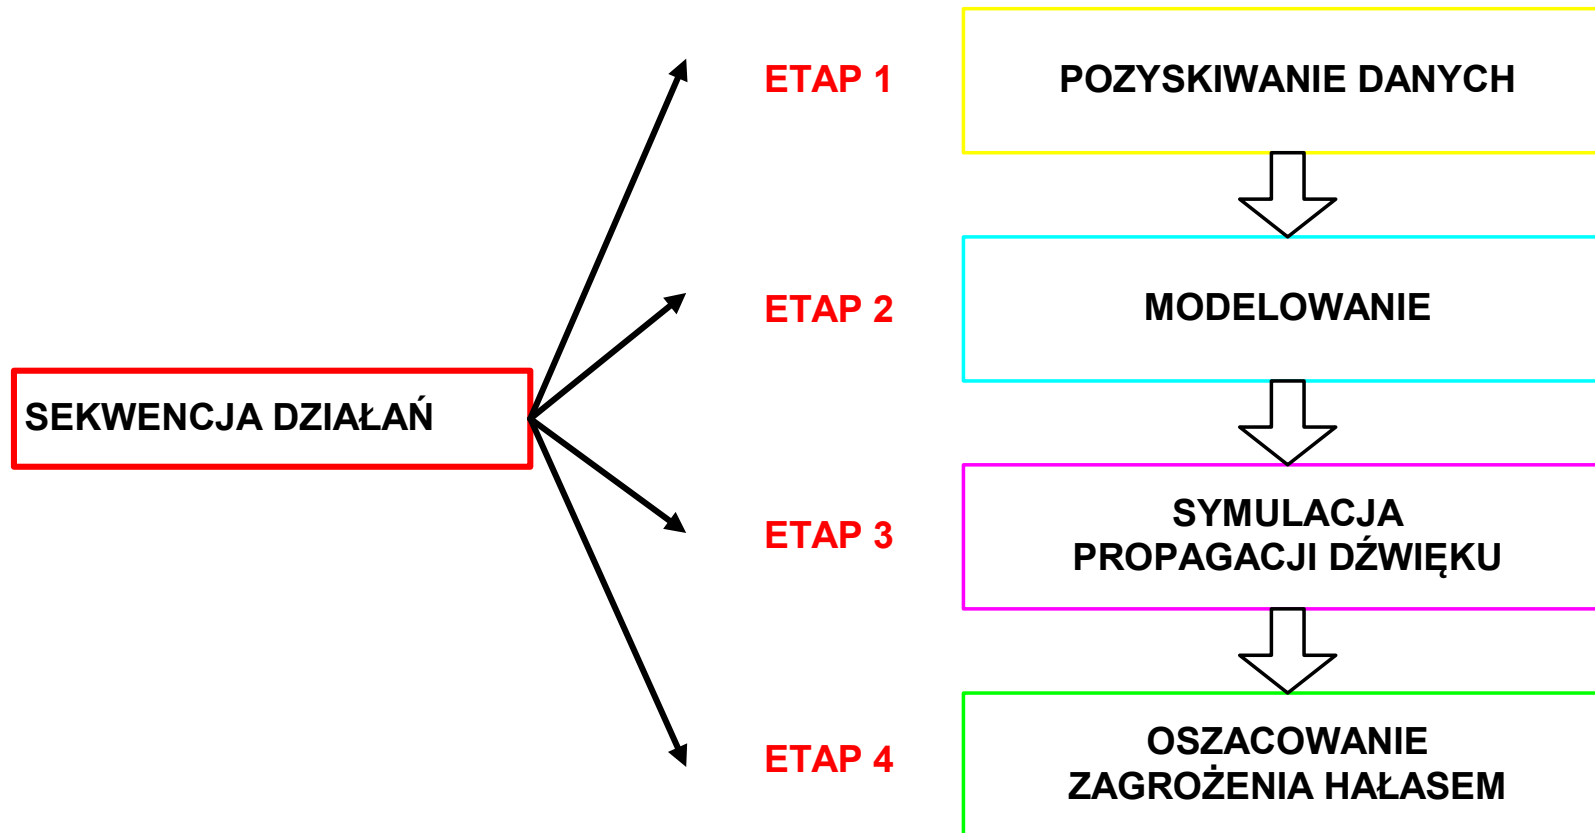 ETAP 1
POZYSKIWANIE DANYCH
ETAP 2
MODELOWANIE
SEKWENCJA DZIAŁAŃ
ETAP 3
SYMULACJA
PROPAGACJI DŹWIĘKU
ETAP 4
OSZACOWANIE
ZAGROŻENIA HAŁASEM